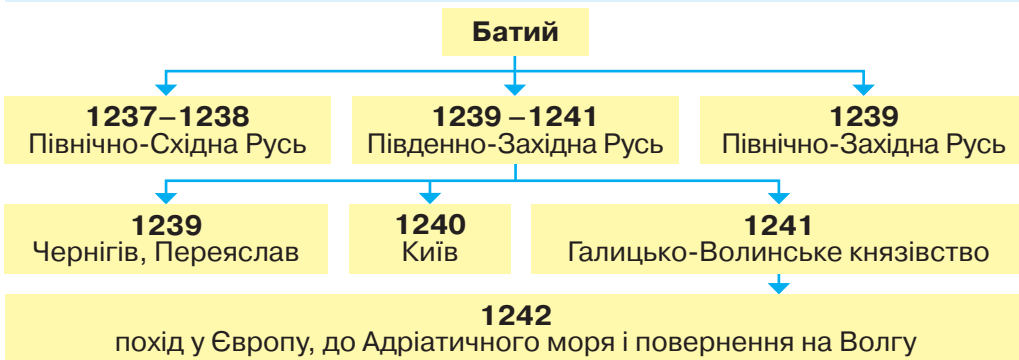 Батий
1237–1238
Північно-Східна Русь
1239 –1241
Південно-Західна Русь
1239
Північно-Західна Русь
1239
Чернігів, Переяслав
1240
Київ
1241
Галицько-Волинське князівство
1242
похід у Європу, до Адріатичного моря і повернення на Волгу